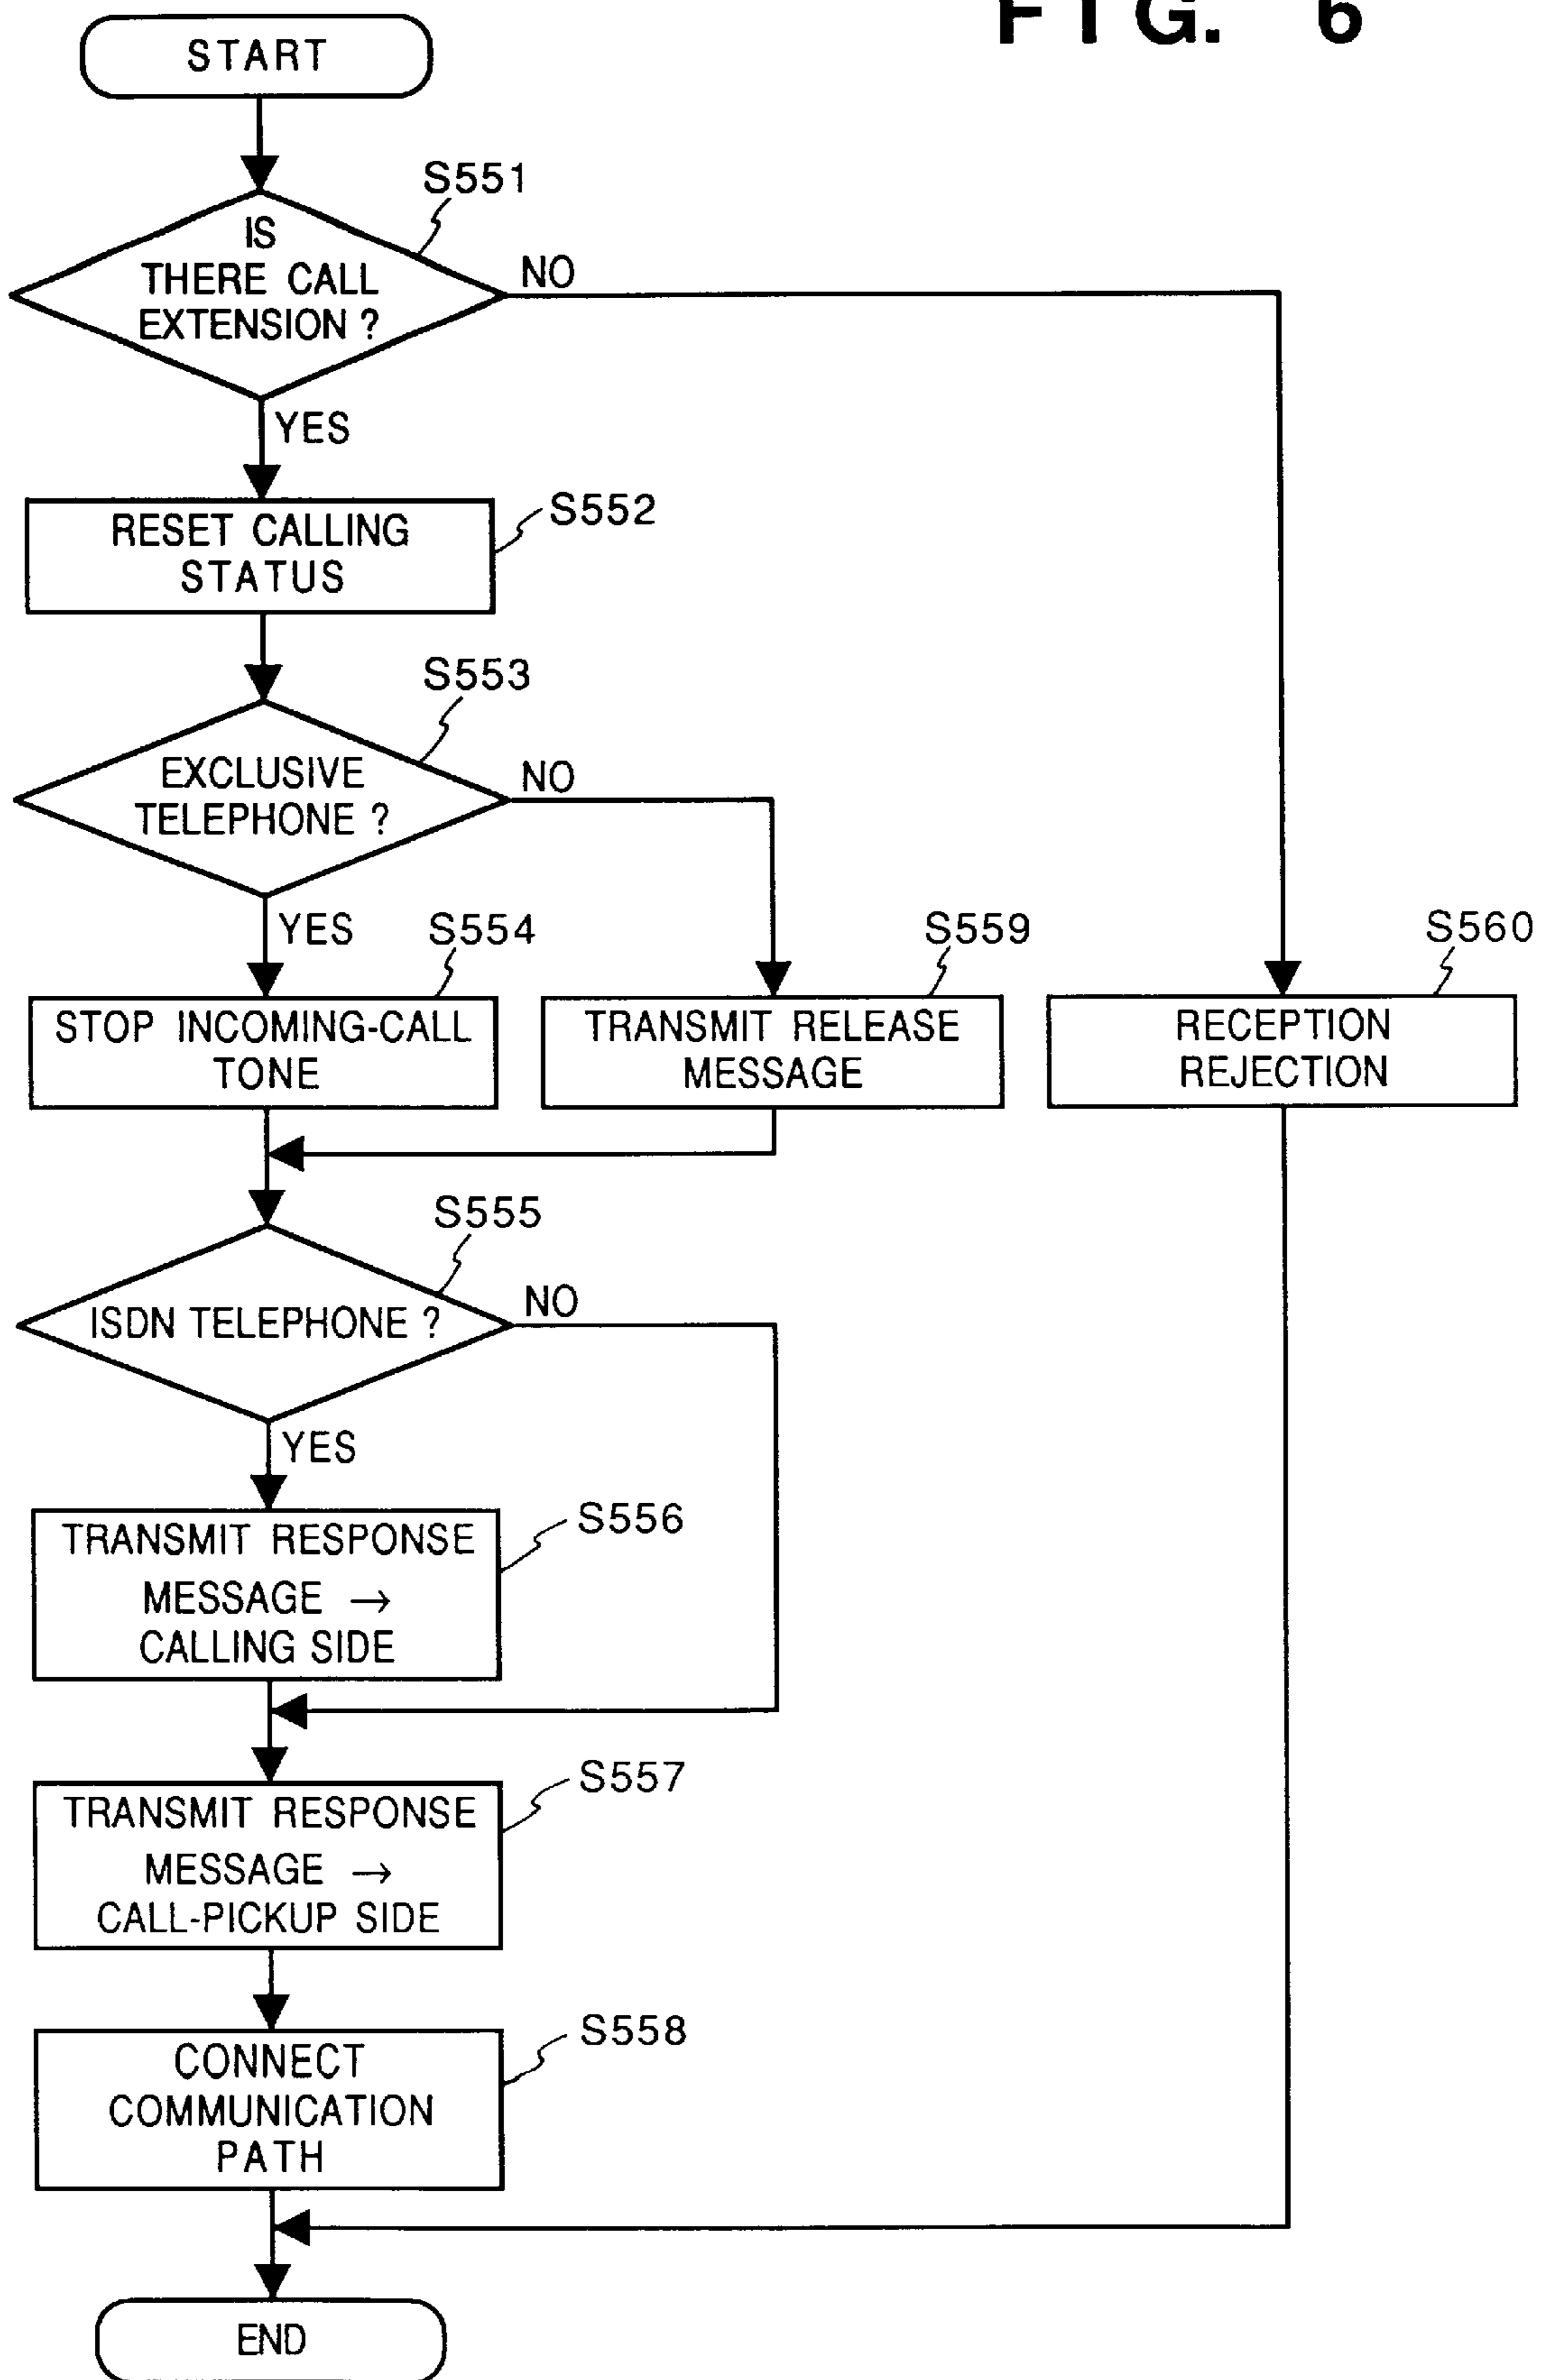 FIG. 6
START
S551
IS
THERE CALL
EXTENSION ?
NO
YES
S552
RESET CALLING
STATUS
S553
EXCLUSIVE
TELEPHONE ?
NO
YES
S554
S559
S560
STOP INCOMING-CALL
TONE
TRANSMIT RELEASE
MESSAGE
RECEPTION
REJECTION
S555
ISDN TELEPHONE ?
NO
YES
S556
TRANSMIT RESPONSE
MESSAGE →
CALLING SIDE
S557
TRANSMIT RESPONSE
MESSAGE →
CALL-PICKUP SIDE
S558
CONNECT
COMMUNICATION
PATH
END